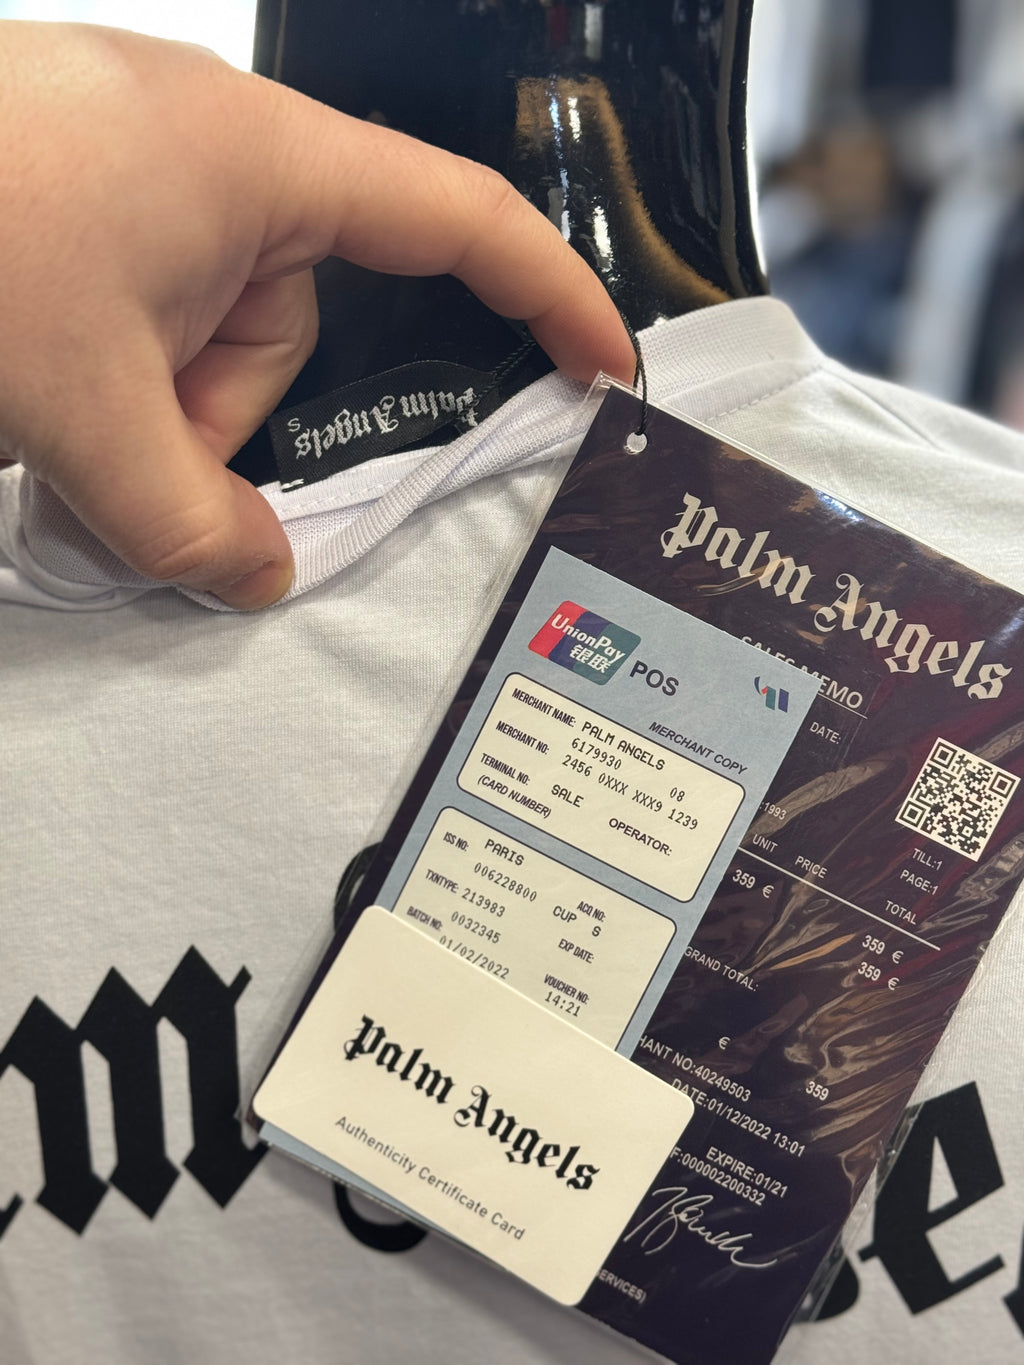 Palm Angels
S
Palm Angels
SALES MEMO
DATE:
:1993
TILL:1
PAGE:1
UNIT PRICE TOTAL
359 € 359 €
GRAND TOTAL: 359 €
€ 359
HANT NO:40249503
DATE:01/12/2022 13:01
EXPIRE:01/21
F:000002200332
ERVICES)
UnionPay
银联
POS
MERCHANT COPY
MERCHANT NAME: PALM ANGELS
MERCHANT NO: 6179930 08
TERMINAL NO: 2456 0XXX XXX9 1239
(CARD NUMBER) SALE OPERATOR:
ISS NO: PARIS ACQ NO:
006228800 CUP S
TXNTYPE: 213983 EXP DATE:
BATCH NO: 0032345 VOUCHER NO:
01/02/2022 14:21
Palm Angels
Authenticity Certificate Card
m
e